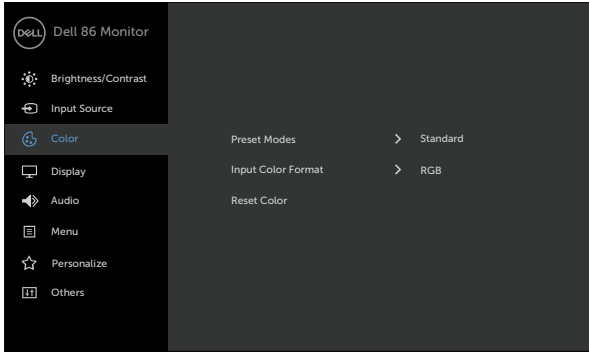 DELL Dell 86 Monitor
Brightness/Contrast
Input Source
Color
Preset Modes > Standard
Display
Input Color Format > RGB
Audio
Reset Color
Menu
Personalize
Others